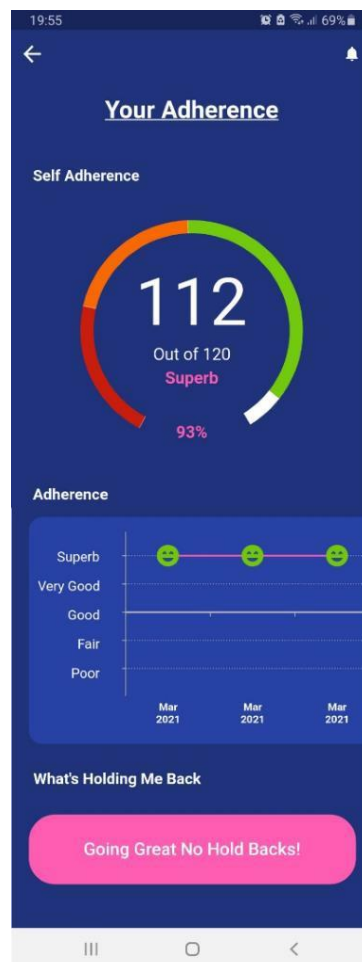 19:55
69%
Your Adherence
Self Adherence
112
Out of 120
Superb
93%
Adherence
Superb
Very Good
Good
Fair
Poor
Mar Mar Mar
2021 2021 2021
What's Holding Me Back
Going Great No Hold Backs!